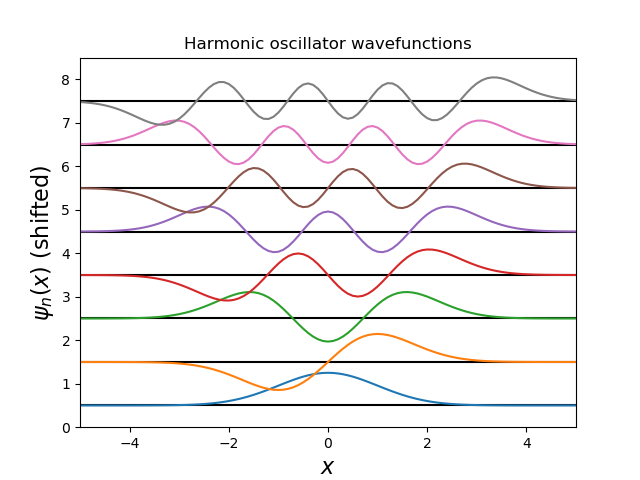 Harmonic oscillator wavefunctions
ψₙ(x) (shifted)
8
7
6
5
4
3
2
1
0
−4 −2 0 2 4
x